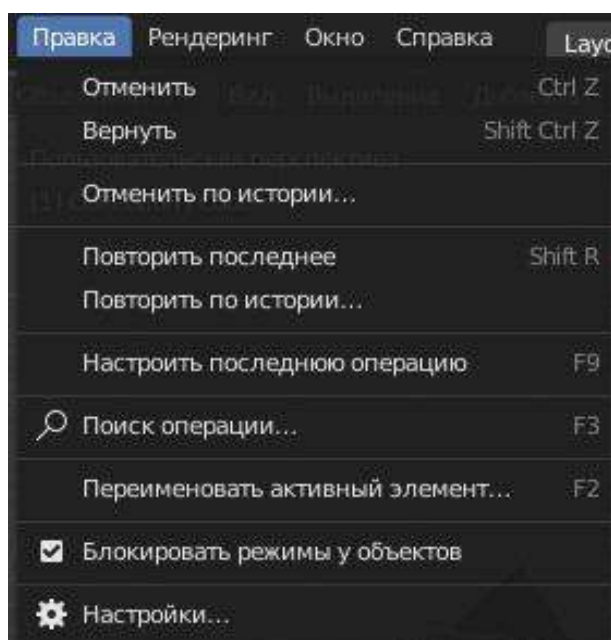 Правка Рендеринг Окно Справка Layo
Отменить Ctrl Z
Вернуть Shift Ctrl Z
Отменить по истории...
Повторить последнее Shift R
Повторить по истории...
Настроить последнюю операцию F9
Поиск операции... F3
Переименовать активный элемент... F2
Блокировать режимы у объектов
Настройки...